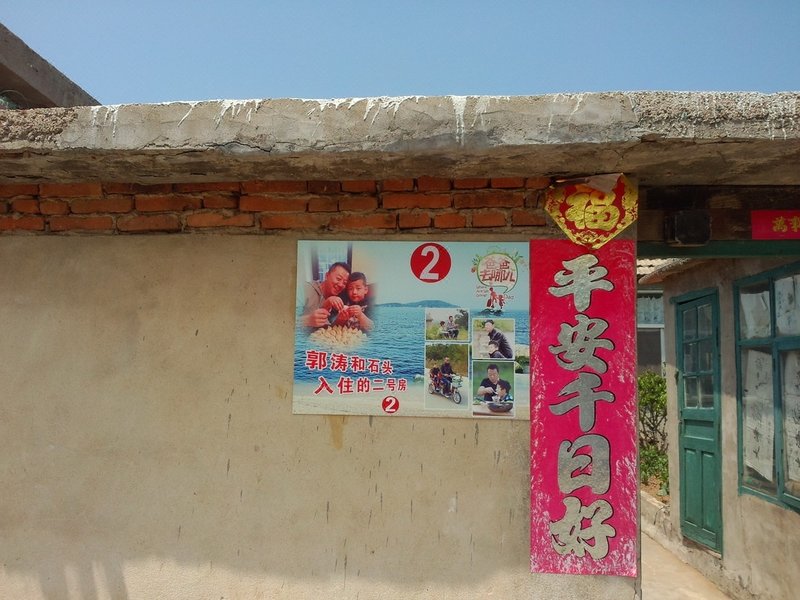 2
爸爸
去哪儿
郭涛和石头
入住的二号房
2
福
平安千日好